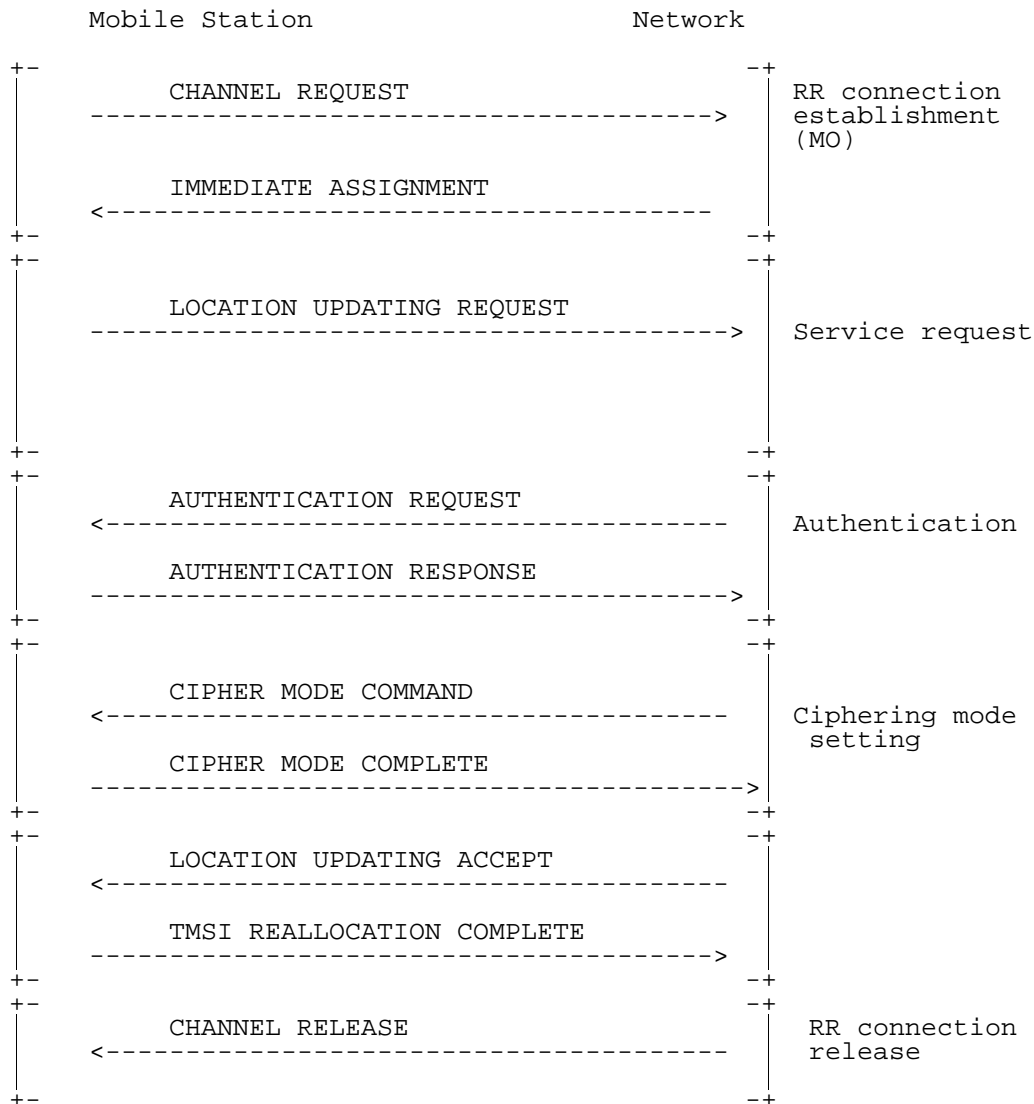 Mobile Station Network
+- -+
CHANNEL REQUEST RR connection
---------------------------------------> establishment
(MO)
IMMEDIATE ASSIGNMENT
<--------------------------------------
+- -+
+- -+
LOCATION UPDATING REQUEST
----------------------------------------> Service request
+- -+
+- -+
AUTHENTICATION REQUEST
<--------------------------------------- Authentication
AUTHENTICATION RESPONSE
---------------------------------------->
+- -+
+- -+
CIPHER MODE COMMAND
<--------------------------------------- Ciphering mode
setting
CIPHER MODE COMPLETE
----------------------------------------->
+- -+
+- -+
LOCATION UPDATING ACCEPT
<---------------------------------------
TMSI REALLOCATION COMPLETE
--------------------------------------->
+- -+
+- -+
CHANNEL RELEASE RR connection
<--------------------------------------- release
+- -+